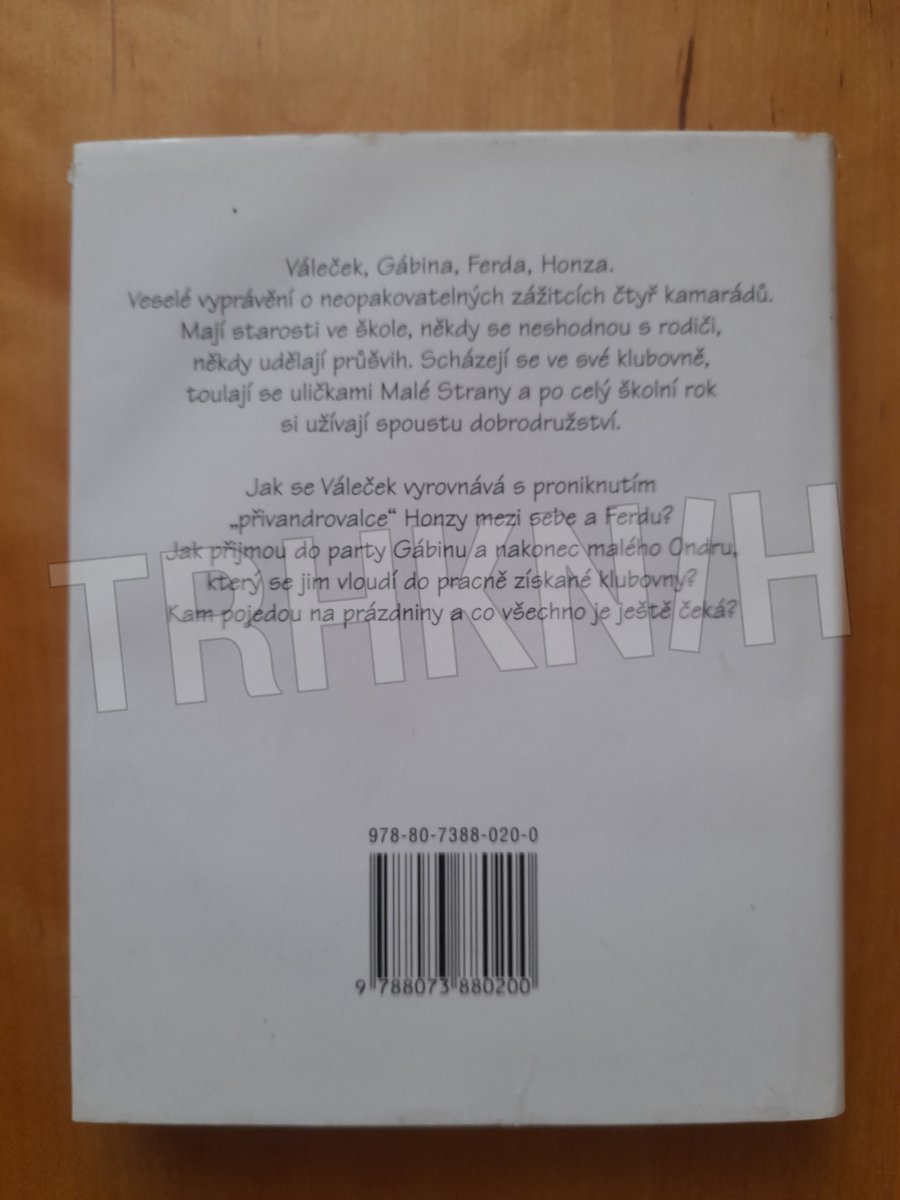 Váleček, Gábina, Ferda, Honza.
Veselé vyprávění o neopakovatelných zážitcích čtyř kamarádů.
Mají starosti ve škole, někdy se neshodnou s rodiči,
někdy udělají průšvih. Scházejí se ve své klubovně,
toulají se uličkami Malé Strany a po celý školní rok
si užívají spoustu dobrodružství.
Jak se Váleček vyrovnává s proniknutím
„přivandrovalce“ Honzy mezi sebe a Ferdu?
Jak přijmou do party Gábinu a nakonec malého Ondru,
který se jim vloudí do pracně získané klubovny?
Kam pojedou na prázdniny a co všechno je ještě čeká?
TRHKNIH
978-80-7388-020-0
9 788073 880200